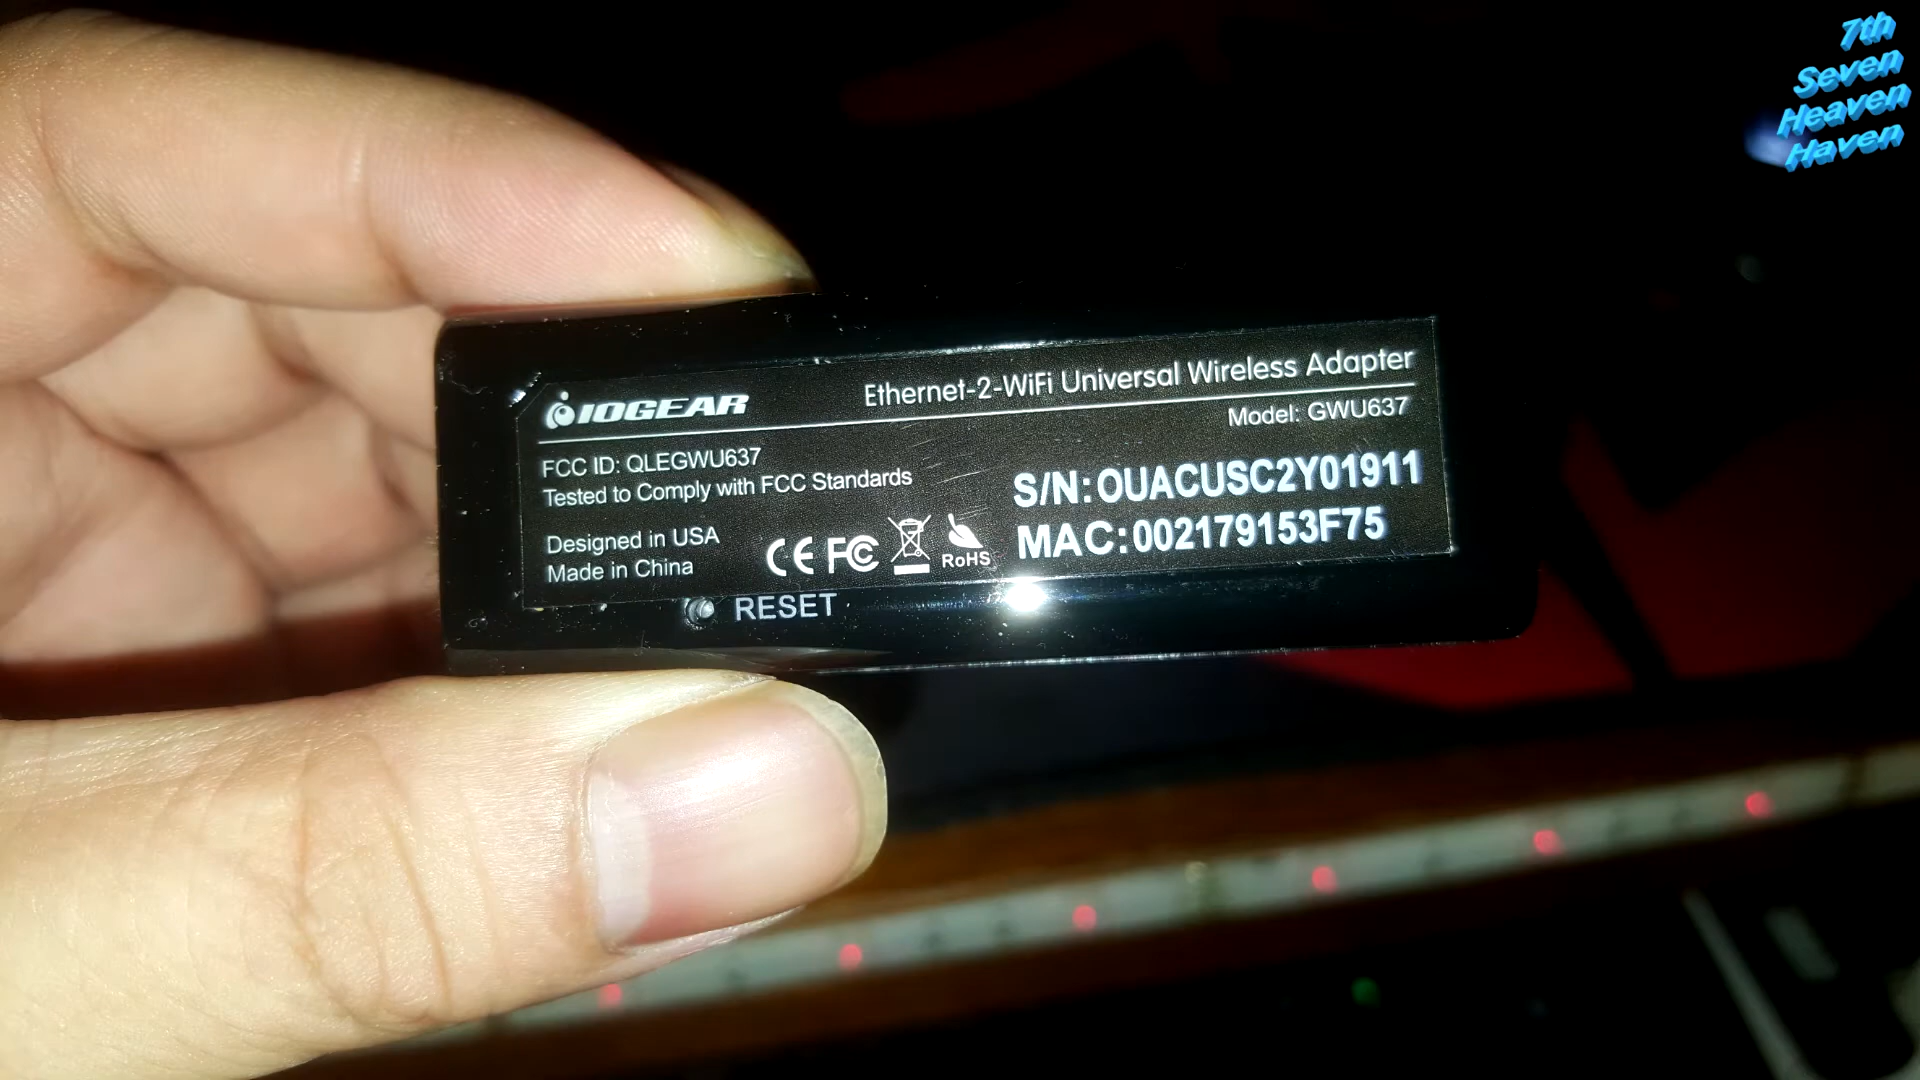 7th
Seven
Heaven
Haven
IOGEAR
Ethernet-2-WiFi Universal Wireless Adapter
Model: GWU637
FCC ID: QLEGWU637
Tested to Comply with FCC Standards
S/N:OUACUSC2Y01911
MAC:002179153F75
Designed in USA
Made in China
CE FC RoHS
RESET